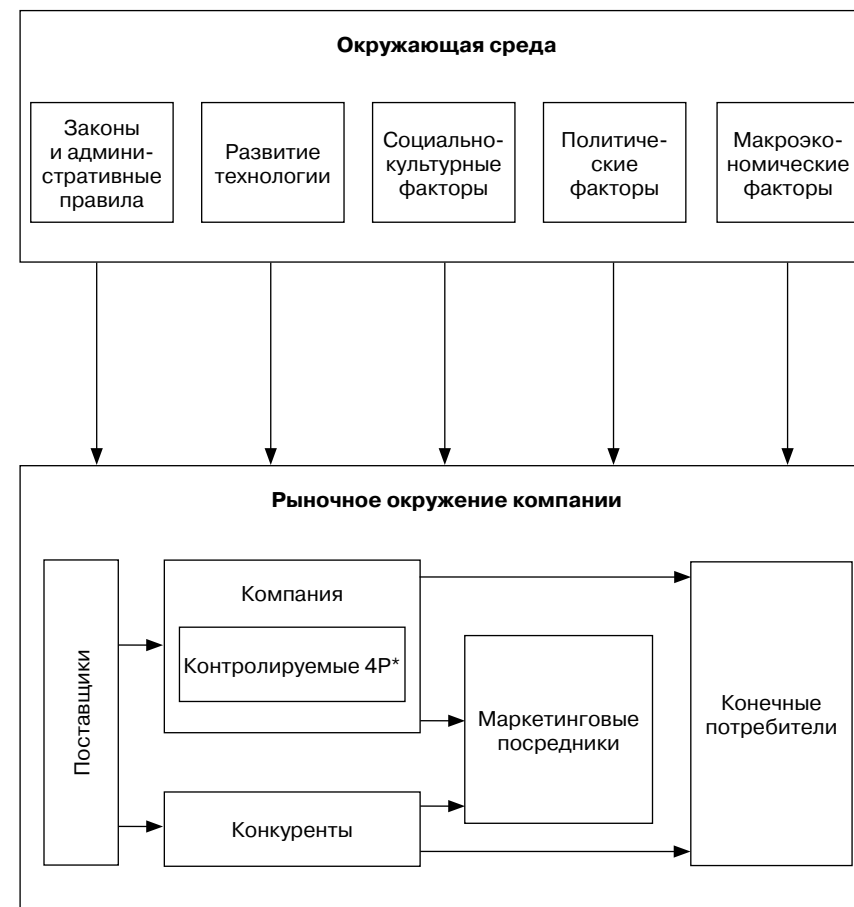 Окружающая среда
Законы
и админи-
стративные
правила
Развитие
технологии
Социально-
культурные
факторы
Политиче-
ские
факторы
Макроэко-
номические
факторы
Рыночное окружение компании
Поставщики
Компания
Контролируемые 4P*
Конкуренты
Маркетинговые
посредники
Конечные
потребители